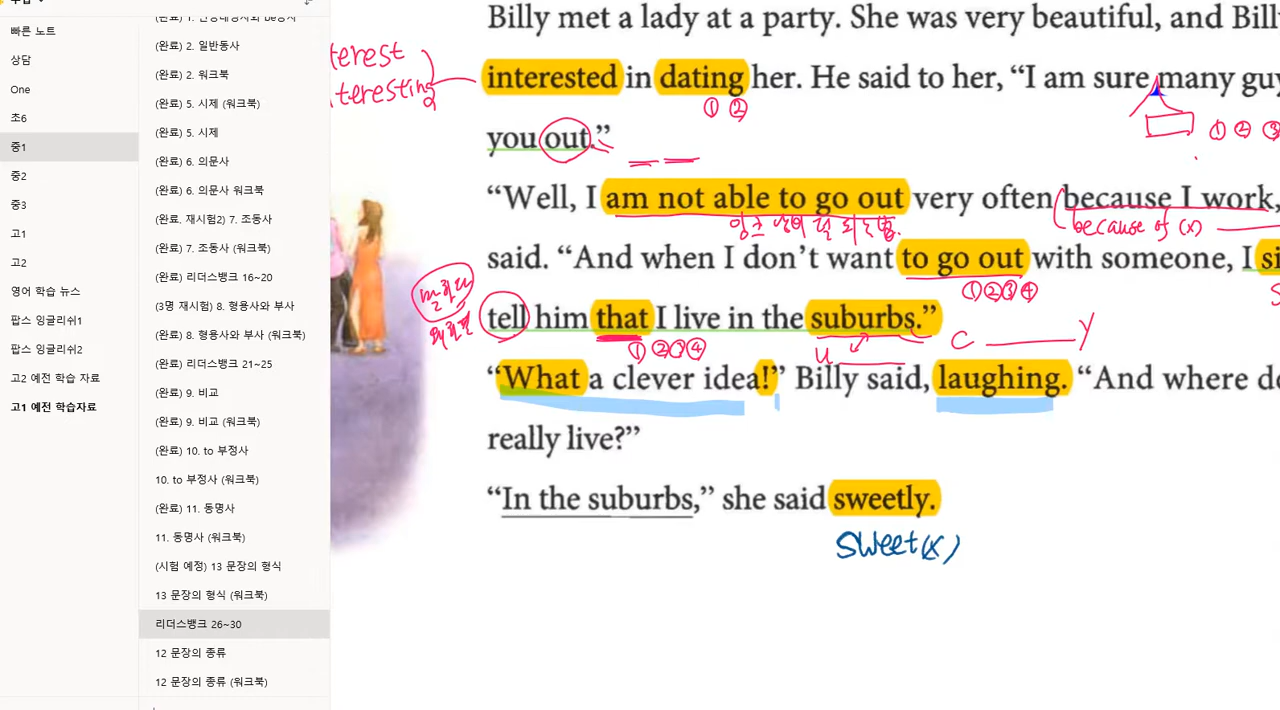 빠른 노트
상담
One
초6
중1
중2
중3
고1
고2
영어 학습 뉴스
팝스 잉글리쉬1
팝스 잉글리쉬2
고2 예전 학습 자료
고1 예전 학습자료
(완료) 2. 일반동사
(완료) 2. 워크북
(완료) 5. 시제 (워크북)
(완료) 5. 시제
(완료) 6. 의문사
(완료) 6. 의문사 워크북
(완료, 재시험2) 7. 조동사
(완료) 7. 조동사 (워크북)
(완료) 리더스뱅크 16~20
(3명 재시험) 8. 형용사와 부사
(완료) 8. 형용사와 부사 (워크북)
(완료) 리더스뱅크 21~25
(완료) 9. 비교
(완료) 9. 비교 (워크북)
(완료) 10. to 부정사
10. to 부정사 (워크북)
(완료) 11. 동명사
11. 동명사 (워크북)
(시험 예정) 13 문장의 형식
13 문장의 형식 (워크북)
리더스뱅크 26~30
12 문장의 종류
12 문장의 종류 (워크북)
Billy met a lady at a party. She was very beautiful, and Bill
terest
interested in dating her. He said to her, “I am sure many guy
teresting
① ②
① ② ③
you out.”
“Well, I am not able to go out very often because I work,
because of (x)
said. “And when I don’t want to go out with someone, I si
①②③④
tell him that I live in the suburbs.”
① ②③④
u
c y
“What a clever idea!” Billy said, laughing. “And where do
really live?”
“In the suburbs,” she said sweetly.
sweet(x)